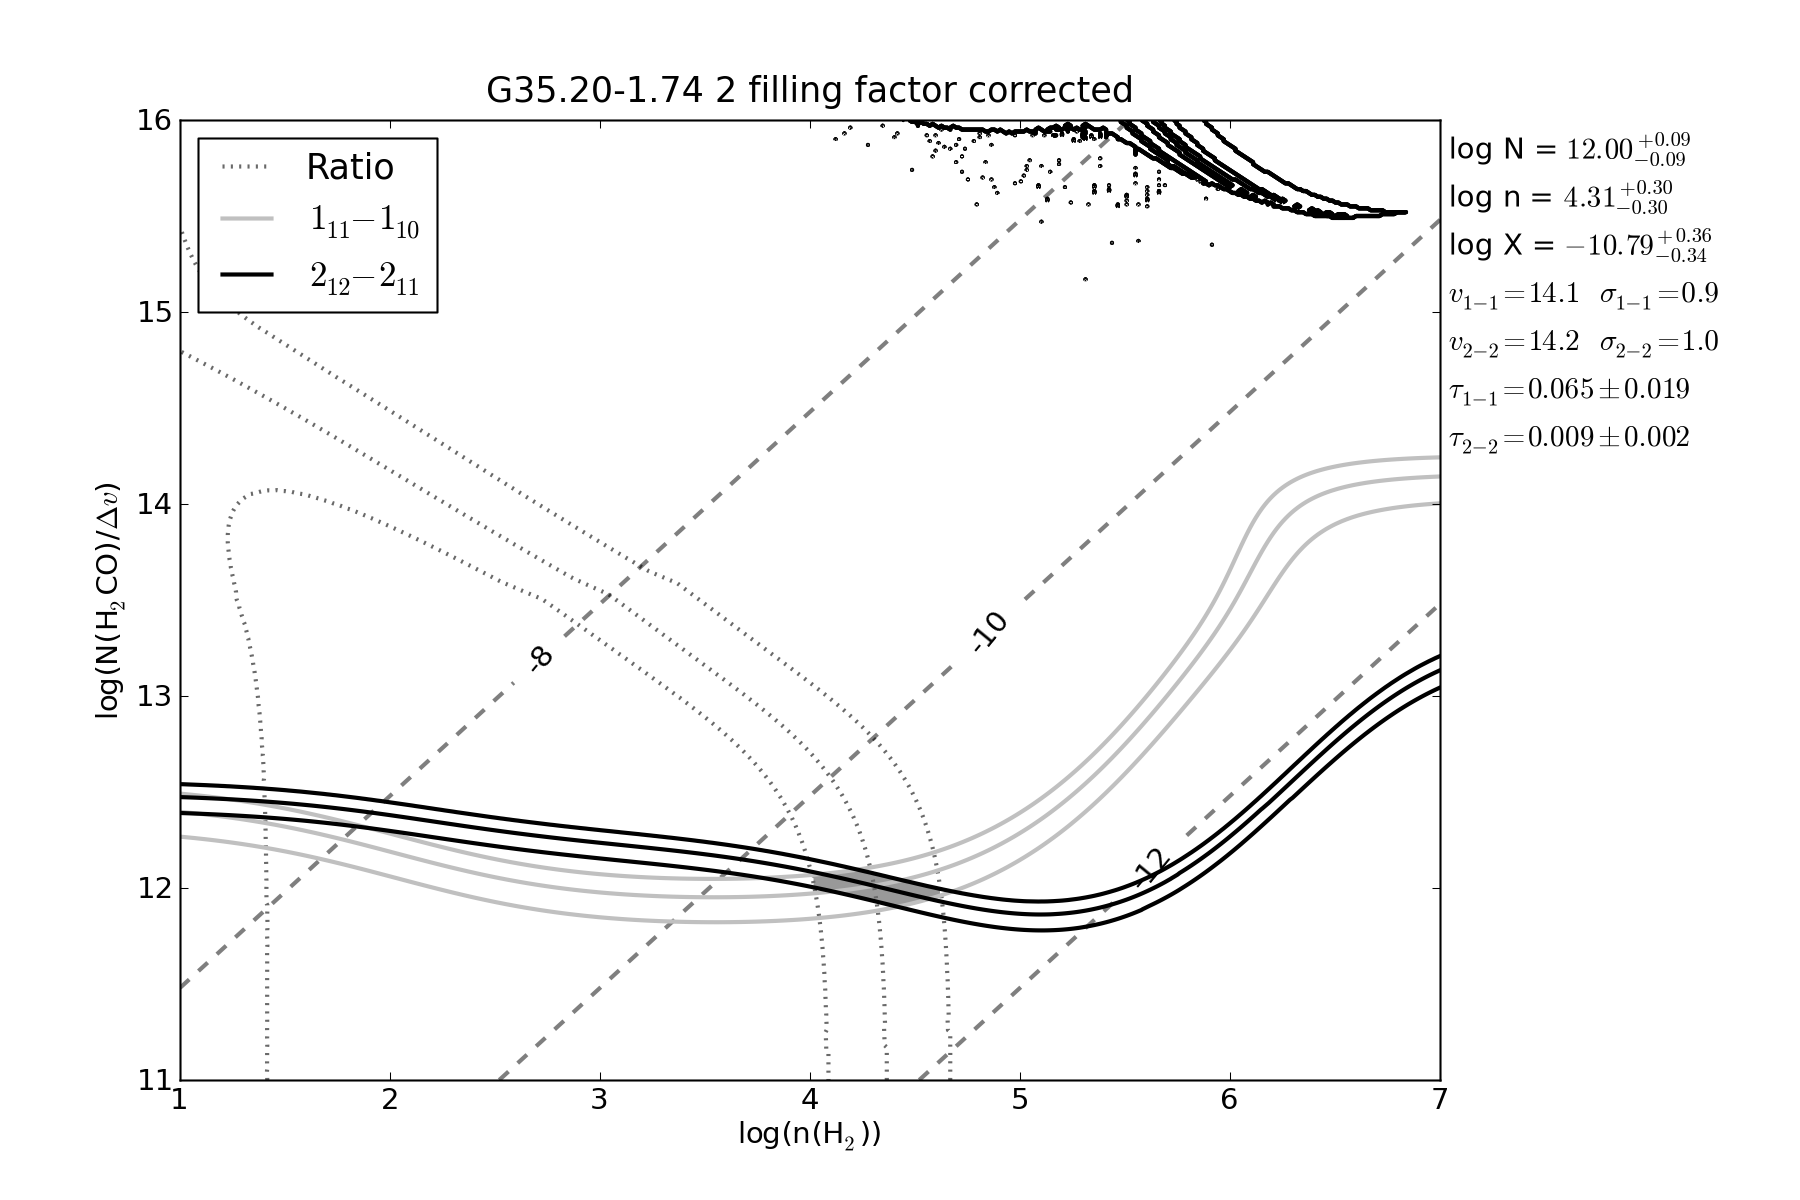 G35.20-1.74 2 filling factor corrected
16
15
14
13
12
11
log(N(H₂CO)/Δv)
Ratio
1₁₁−1₁₀
2₁₂−2₁₁
-8
-10
-12
1 2 3 4 5 6 7
log(n(H₂))
log N = 12.00 +0.09 −0.09
log n = 4.31 +0.30 −0.30
log X = −10.79 +0.36 −0.34
v₁₋₁=14.1 σ₁₋₁=0.9
v₂₋₂=14.2 σ₂₋₂=1.0
τ₁₋₁=0.065±0.019
τ₂₋₂=0.009±0.002